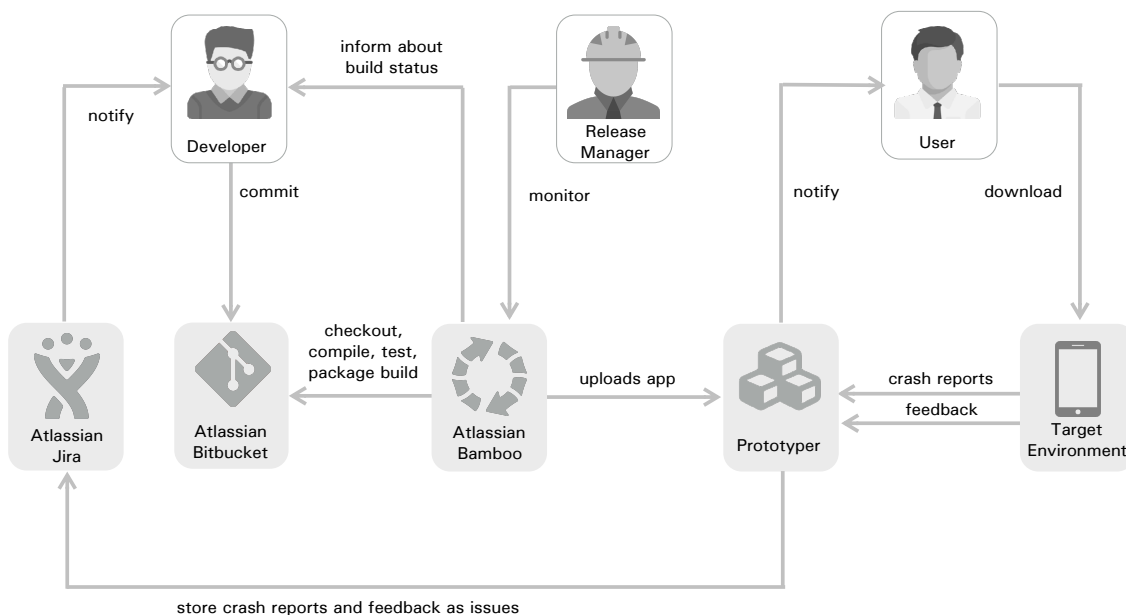 inform about
build status
notify
Developer
Release
Manager
User
commit
monitor
notify
download
checkout,
compile, test,
package build
uploads app
crash reports
feedback
Atlassian
Jira
Atlassian
Bitbucket
Atlassian
Bamboo
Prototyper
Target
Environment
store crash reports and feedback as issues